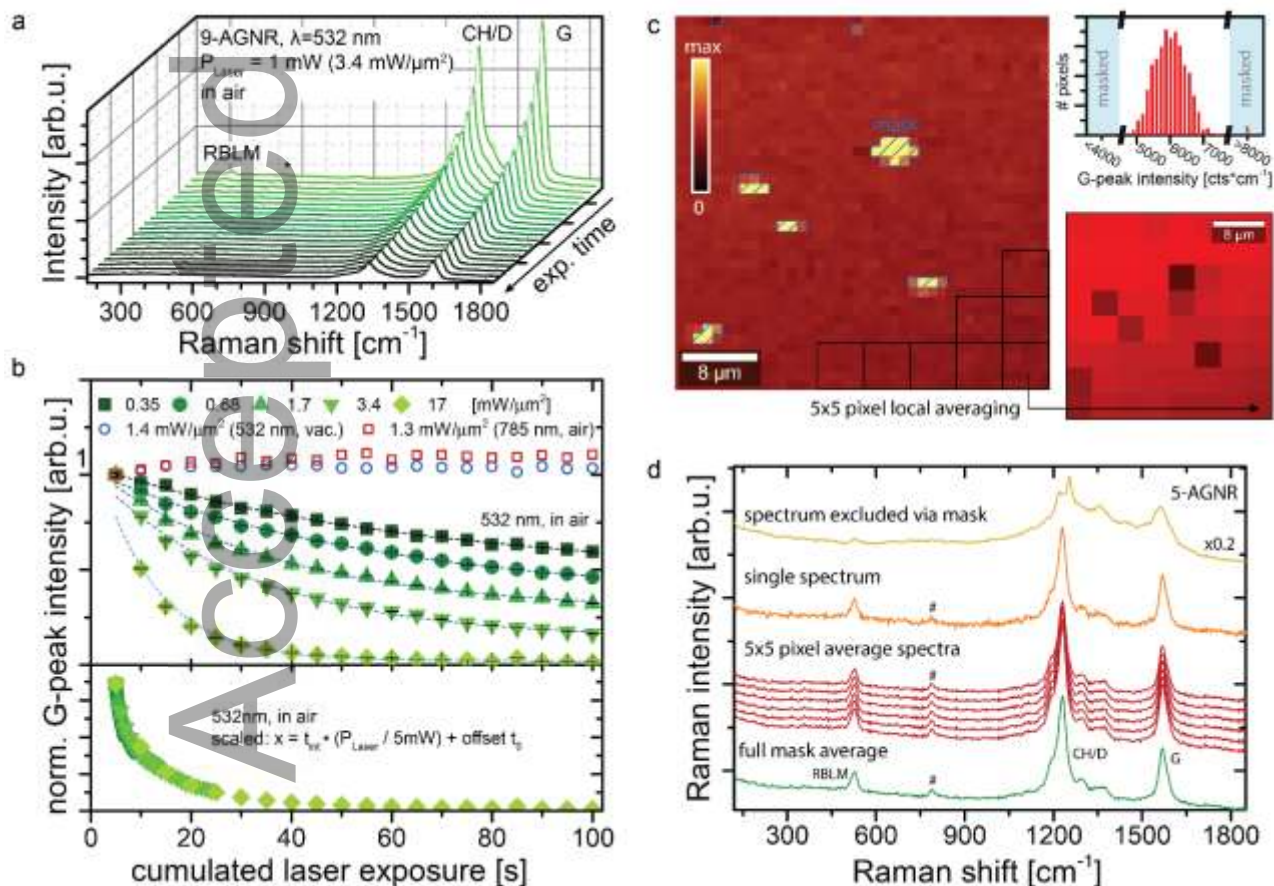 a
9-AGNR, λ=532 nm
P_Laser = 1 mW (3.4 mW/μm²)
in air
CH/D
G
RBLM
*
Intensity [arb.u.]
exp. time
300 600 900 1200 1500 1800
Raman shift [cm⁻¹]
b
0.35 0.68 1.7 3.4 17 [mW/μm²]
1.4 mW/μm² (532 nm, vac.) 1.3 mW/μm² (785 nm, air)
1
532 nm, in air
norm. G-peak intensity [arb.u.]
532nm, in air
scaled: x = t_int * (P_Laser / 5mW) + offset t_0
0 20 40 60 80 100
cumulated laser exposure [s]
Accepted
c
max
0
mask
8 μm
5x5 pixel local averaging
# pixels
masked
masked
<4000 5000 6000 7000 >8000
G-peak intensity [cts*cm⁻¹]
8 μm
d
5-AGNR
spectrum excluded via mask
x0.2
single spectrum
#
5x5 pixel average spectra
#
full mask average
RBLM
#
CH/D
G
Raman intensity [arb.u.]
300 600 900 1200 1500 1800
Raman shift [cm⁻¹]